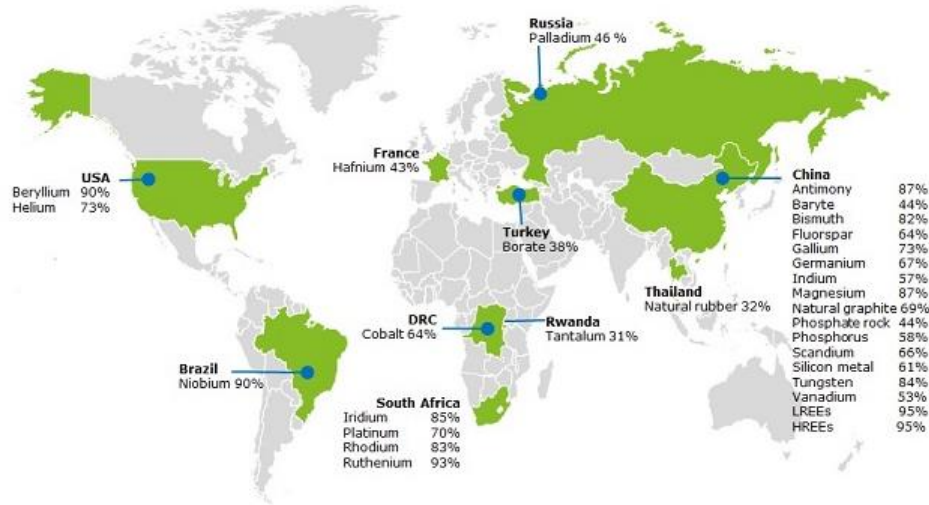 Russia
Palladium 46 %
France
Hafnium 43%
USA
Beryllium 90%
Helium 73%
Turkey
Borate 38%
China
Antimony 87%
Baryte 44%
Bismuth 82%
Fluorspar 64%
Gallium 73%
Germanium 67%
Indium 57%
Magnesium 87%
Natural graphite 69%
Phosphate rock 44%
Phosphorus 58%
Scandium 66%
Silicon metal 61%
Tungsten 84%
Vanadium 53%
LREEs 95%
HREEs 95%
Thailand
Natural rubber 32%
DRC
Cobalt 64%
Rwanda
Tantalum 31%
Brazil
Niobium 90%
South Africa
Iridium 85%
Platinum 70%
Rhodium 83%
Ruthenium 93%